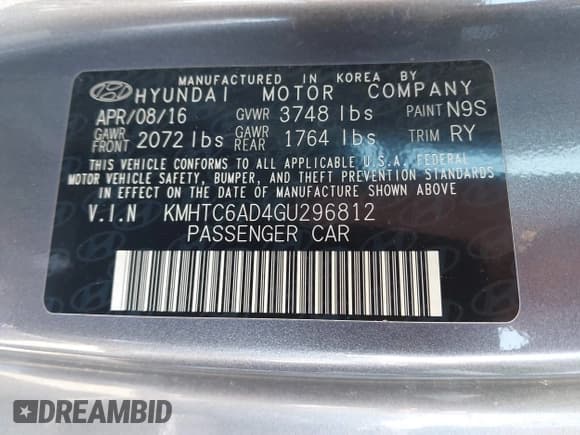 MANUFACTURED IN KOREA BY
HYUNDAI MOTOR COMPANY
APR/08/16 GVWR 3748 lbs PAINT N9S
GAWR FRONT 2072 lbs GAWR REAR 1764 lbs TRIM RY
THIS VEHICLE CONFORMS TO ALL APPLICABLE U.S.A. FEDERAL
MOTOR VEHICLE SAFETY, BUMPER, AND THEFT PREVENTION STANDARDS
IN EFFECT ON THE DATE OF MANUFACTURE SHOWN ABOVE
V.I.N KMHTC6AD4GU296812
PASSENGER CAR
DREAMBID